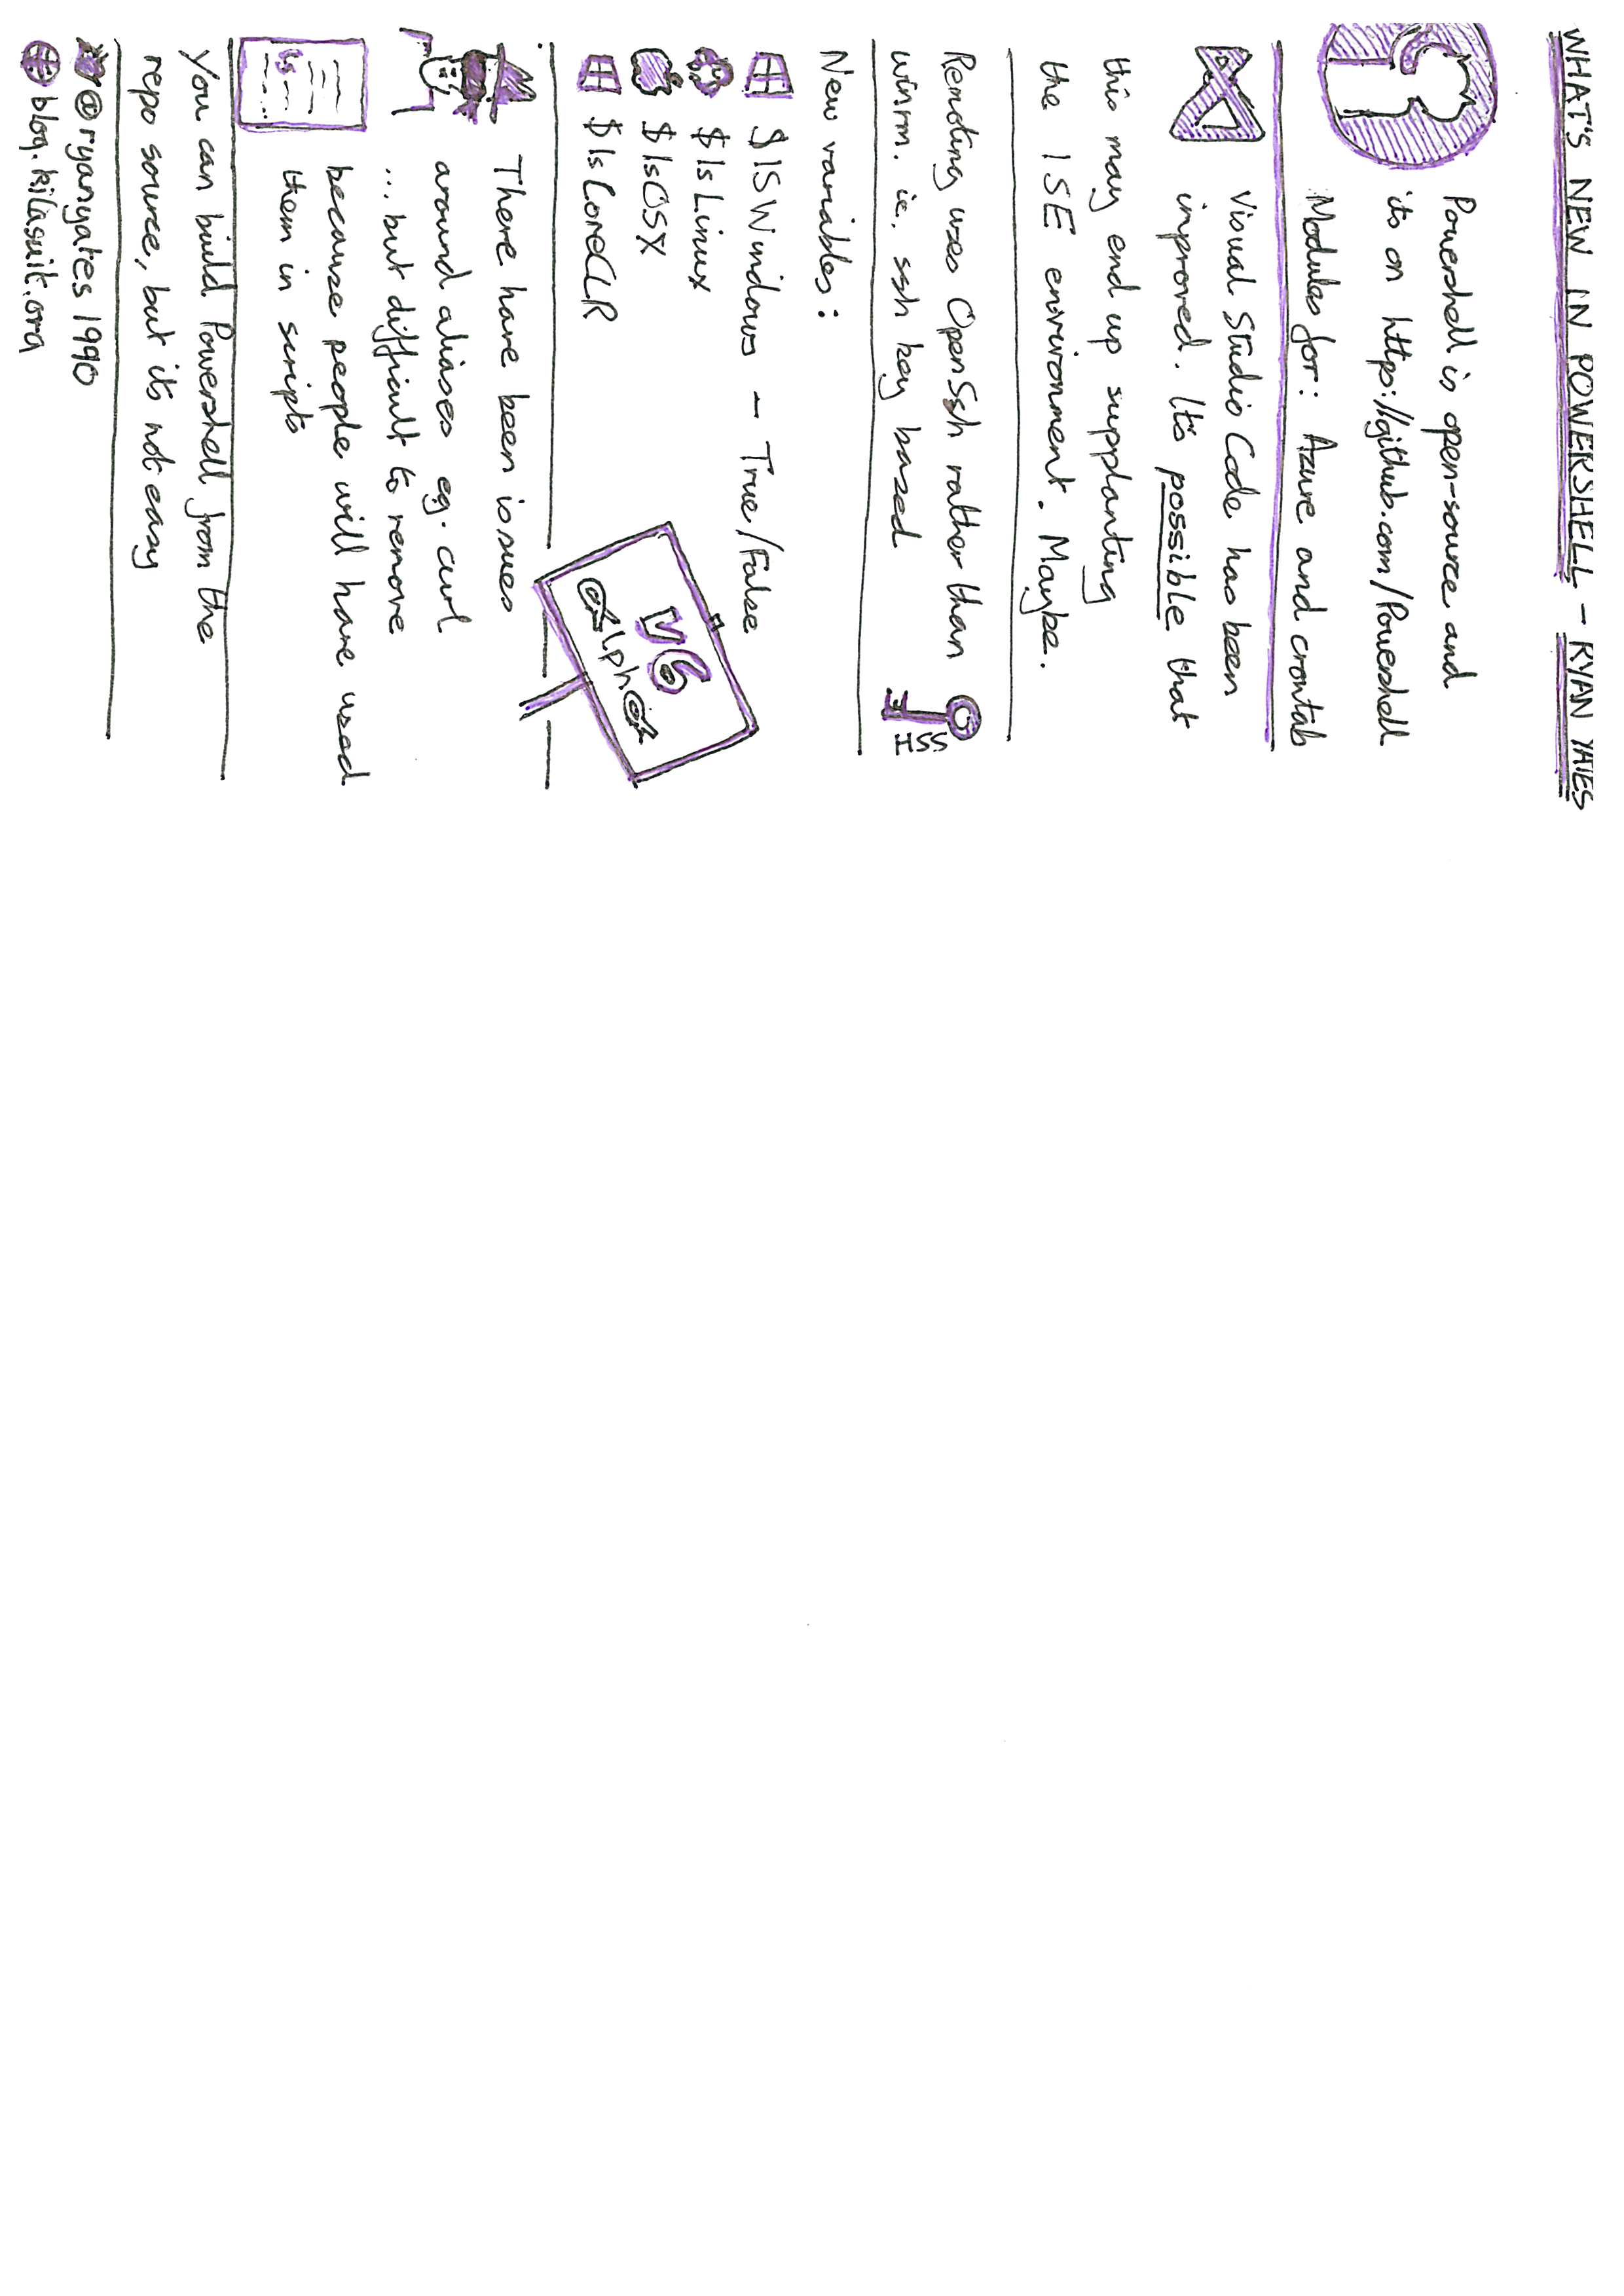 WHAT'S NEW IN POWERSHELL – RYAN YATES
Powershell is open-source and
its on https://github.com/Powershell
Modules for: Azure and crontab
Visual Studio Code has been
improved. It's possible that
this may end up supplanting
the ISE environment. Maybe.
Remoting uses OpenSsh rather than
winrm. ie. ssh key based
SSH
New variables:
$ISWindows – True/False
$IsLinux
$IsOSX
$IsCoreCLR
V6
alpha
There have been issues
around aliases eg. curl
... but difficult to remove
because people will have used
them in scripts
ls
You can build Powershell from the
repo source, but its not easy
@ryanyates1990
blog.kilasuit.org